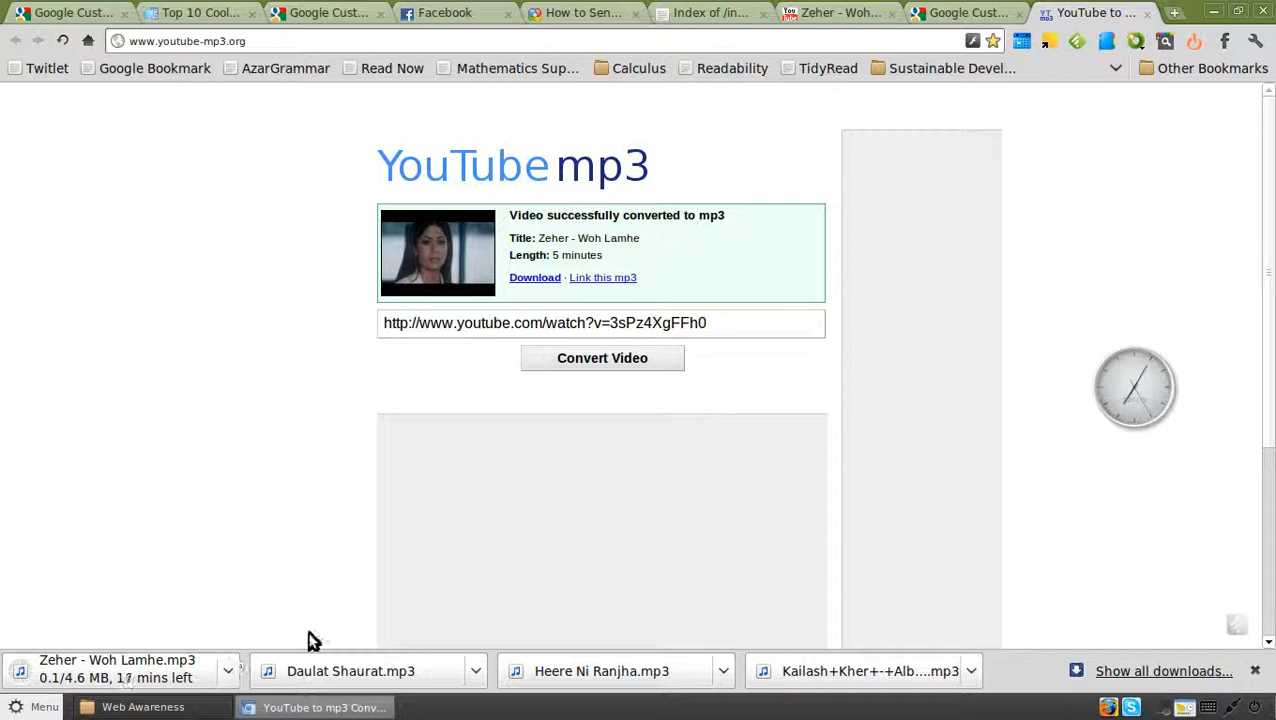 Google Cust...
Top 10 Cool...
Google Cust...
Facebook
How to Sen...
Index of /in...
Zeher - Woh...
Google Cust...
YouTube to ...
www.youtube-mp3.org
Twitlet
Google Bookmark
AzarGrammar
Read Now
Mathematics Sup...
Calculus
Readability
TidyRead
Sustainable Devel...
Other Bookmarks
YouTube mp3
Video successfully converted to mp3
Title: Zeher - Woh Lamhe
Length: 5 minutes
Download · Link this mp3
http://www.youtube.com/watch?v=3sPz4XgFFh0
Convert Video
Zeher - Woh Lamhe.mp3
0.1/4.6 MB, 17 mins left
Daulat Shaurat.mp3
Heere Ni Ranjha.mp3
Kailash+Kher+-+Alb....mp3
Show all downloads...
Menu
Web Awareness
YouTube to mp3 Conv...